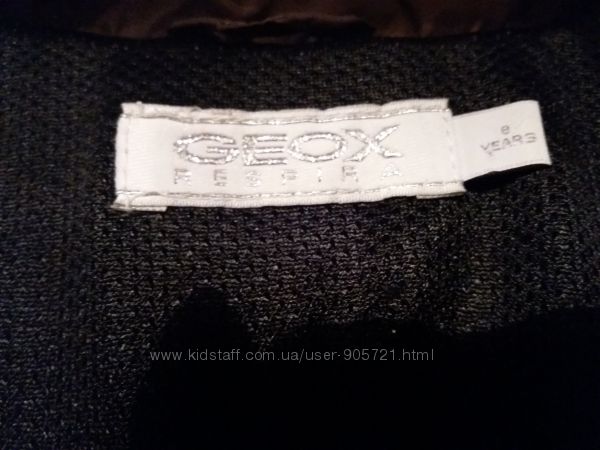 GEOX
RESPIRA
8
YEARS
www.kidstaff.com.ua/user-905721.html